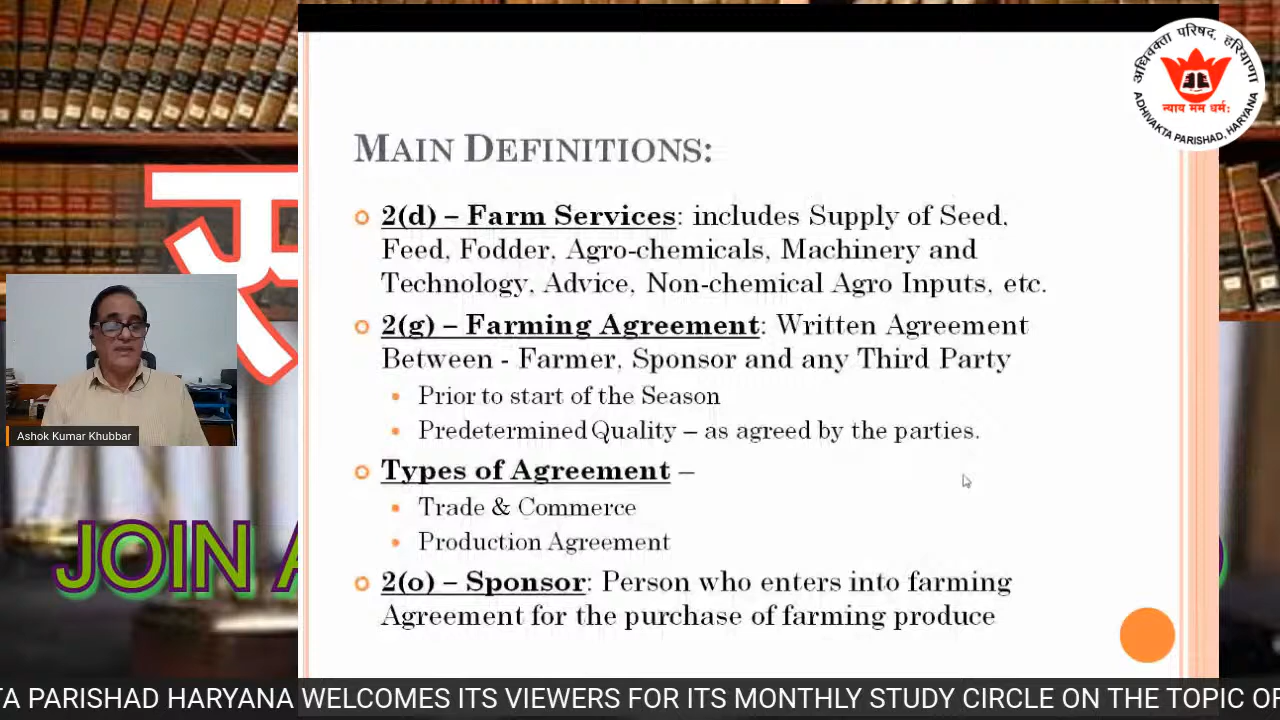 MAIN DEFINITIONS:
2(d) – Farm Services: includes Supply of Seed,
Feed, Fodder, Agro-chemicals, Machinery and
Technology, Advice, Non-chemical Agro Inputs, etc.
2(g) – Farming Agreement: Written Agreement
Between - Farmer, Sponsor and any Third Party
Prior to start of the Season
Predetermined Quality – as agreed by the parties.
Types of Agreement –
Trade & Commerce
Production Agreement
2(o) – Sponsor: Person who enters into farming
Agreement for the purchase of farming produce
अधिवक्ता परिषद, हरियाणा
न्याय मम धर्मः
ADHIVAKTA PARISHAD, HARYANA
Ashok Kumar Khubbar
JOIN A
TA PARISHAD HARYANA WELCOMES ITS VIEWERS FOR ITS MONTHLY STUDY CIRCLE ON THE TOPIC OF